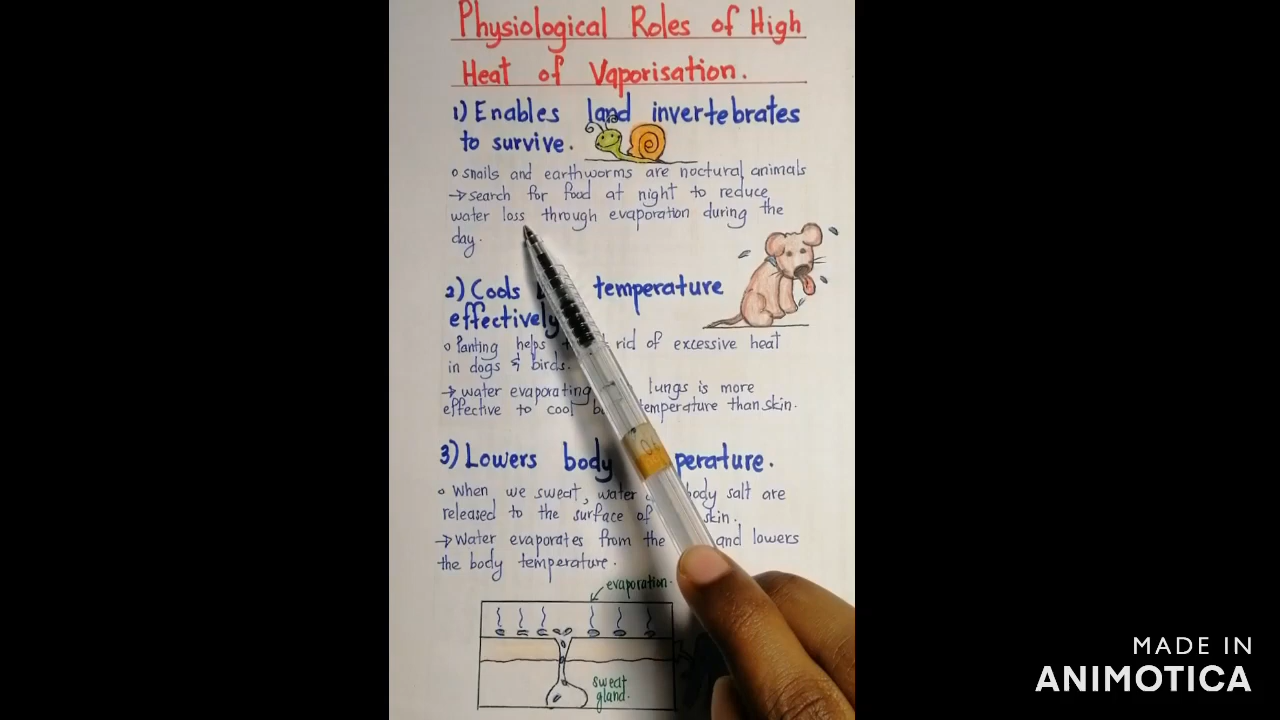 Physiological Roles of High
Heat of Vaporisation.
1) Enables land invertebrates
to survive.
snails and earthworms are noctural animals
→ search for food at night to reduce
water loss through evaporation during the
day.
2) Cools temperature
effectively
Panting helps rid of excessive heat
in dogs & birds.
→ water evaporating lungs is more
effective to cool temperature than skin.
3) Lowers body perature.
When we sweat, water body salt are
released to the surface of skin.
→ Water evaporates from the and lowers
the body temperature.
evaporation.
sweat
gland.
MADE IN
ANIMOTICA